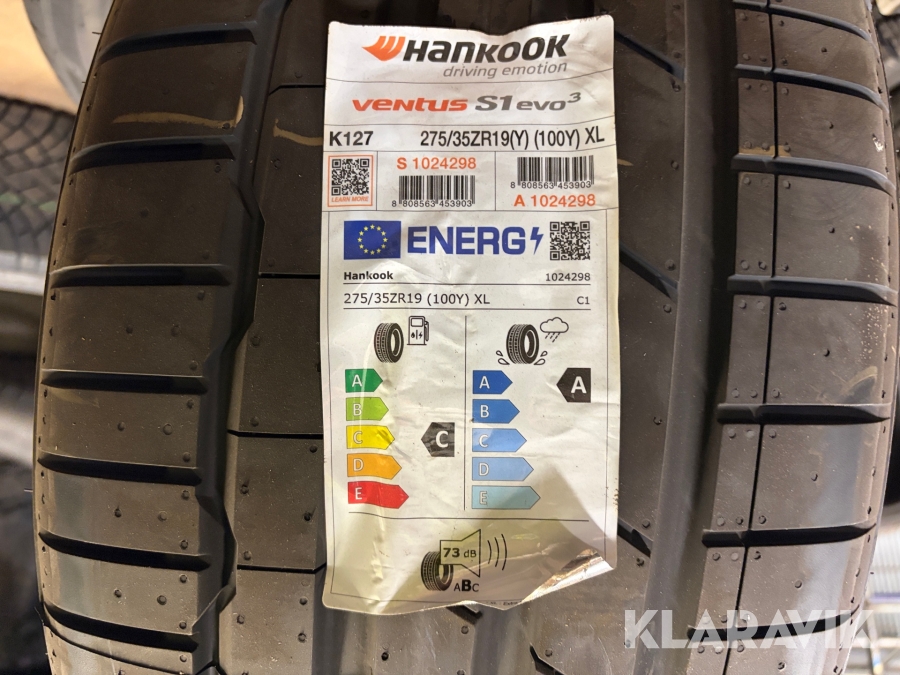 HANKOOK
driving emotion
ventus S1 evo³
K127 275/35ZR19(Y) (100Y) XL
LEARN MORE
S 1024298
8 808563 453903
8 808563 453903
A 1024298
ENERG
Hankook 1024298
275/35ZR19 (100Y) XL C1
A
B
C
D
E
C
A
B
C
D
E
A
73 dB
ABC
KLARAVIK